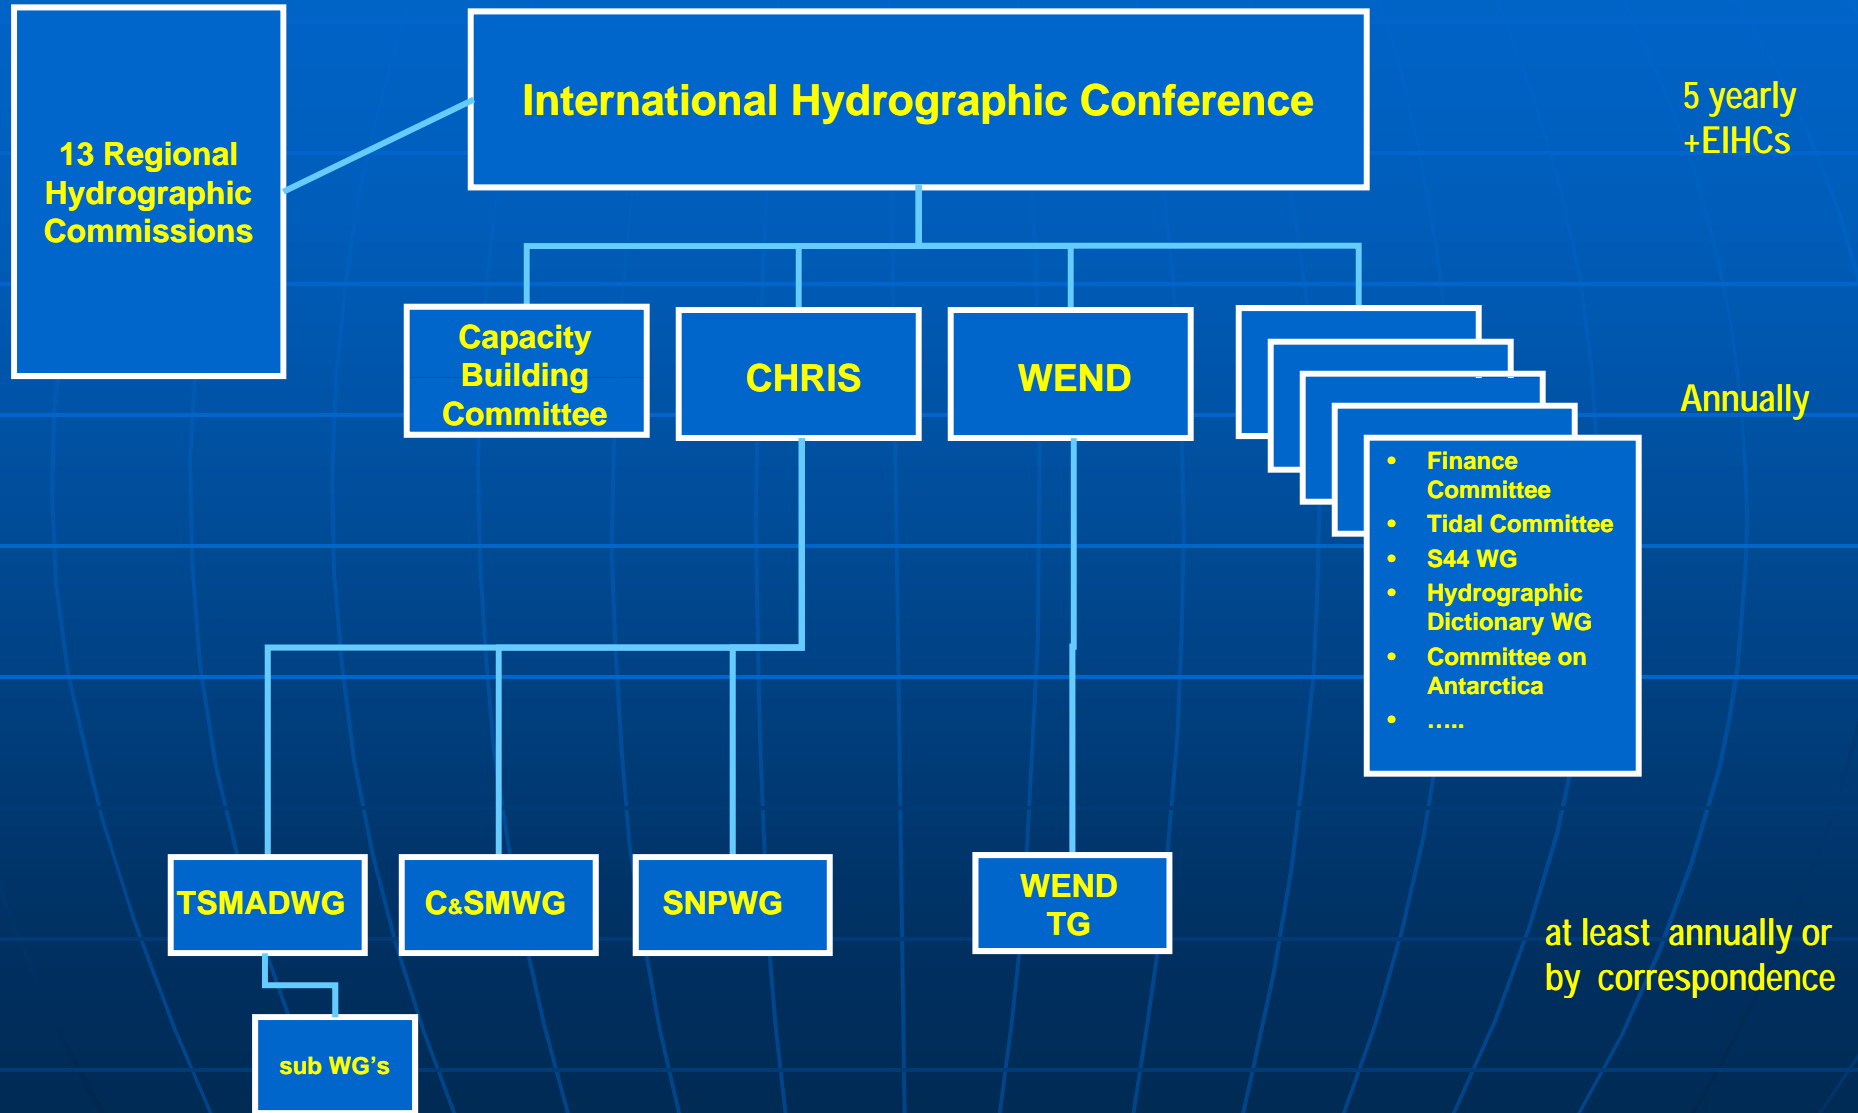 13 Regional
Hydrographic
Commissions
International Hydrographic Conference
5 yearly
+EIHCs
Capacity
Building
Committee
CHRIS
WEND
Annually
• Finance
Committee
• Tidal Committee
• S44 WG
• Hydrographic
Dictionary WG
• Committee on
Antarctica
• …..
TSMADWG
C&SMWG
SNPWG
WEND
TG
at least annually or
by correspondence
sub WG’s